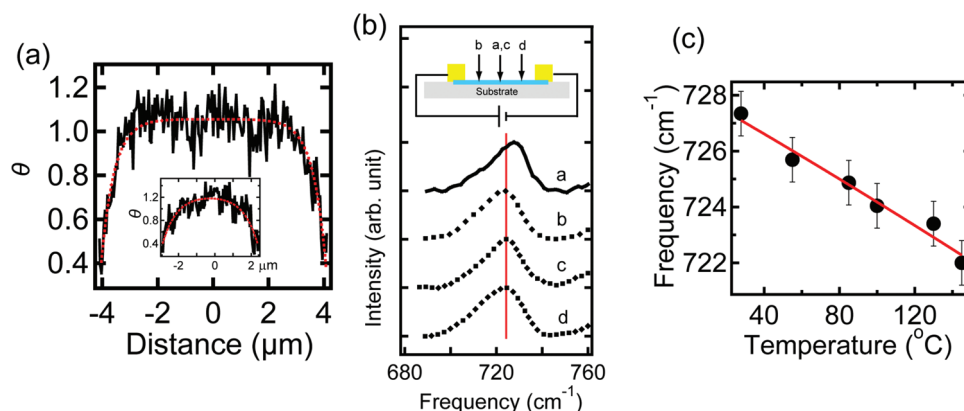 (a)
1.2
1.0
0.8
0.6
0.4
θ
-4
-2
0
2
4
Distance (μm)
θ
1.2
0.8
0.4
-2
0
2
μm
(b)
b
a,c
d
Substrate
a
b
c
d
Intensity (arb. unit)
680
720
760
Frequency (cm⁻¹)
(c)
728
726
724
722
Frequency (cm⁻¹)
40
80
120
Temperature (°C)